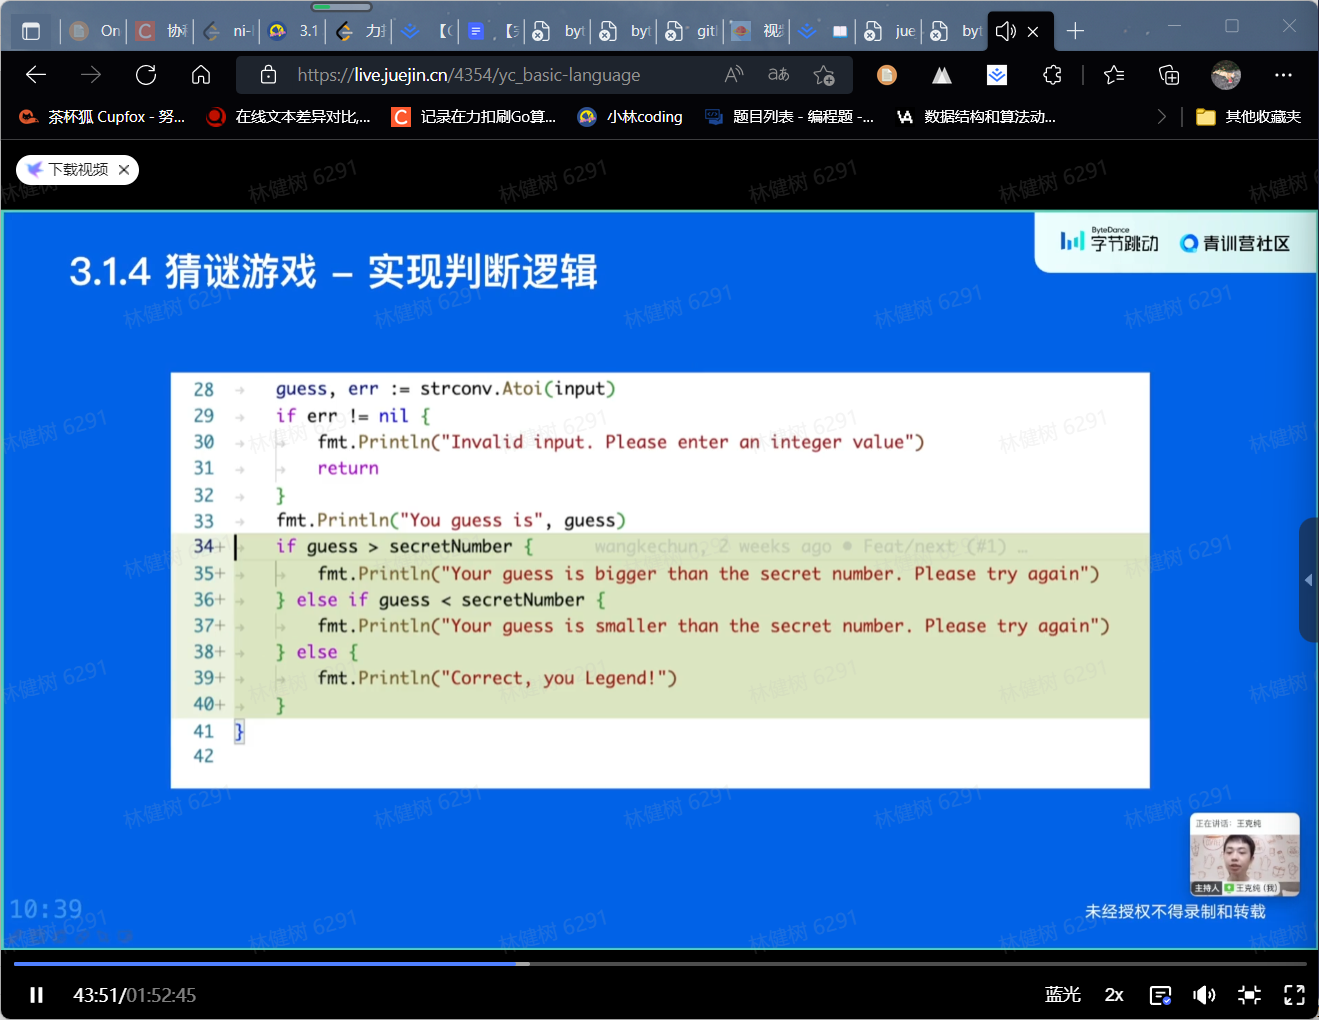 On
C 协秒
ni-
3.1
力
byt
byt
gitl
视步
jue
byt
https://live.juejin.cn/4354/yc_basic-language
茶杯狐 Cupfox - 努...
在线文本差异对比,...
C 记录在力扣刷Go算...
小林coding
题目列表 - 编程题 -...
VA 数据结构和算法动...
其他收藏夹
下载视频
林健树 6291
ByteDance
字节跳动
青训营社区
3.1.4 猜谜游戏 – 实现判断逻辑
28 guess, err := strconv.Atoi(input)
29 if err != nil {
30 fmt.Println("Invalid input. Please enter an integer value")
31 return
32 }
33 fmt.Println("You guess is", guess)
34+ if guess > secretNumber { wangkechun, 2 weeks ago • Feat/next (#1) …
35+ fmt.Println("Your guess is bigger than the secret number. Please try again")
36+ } else if guess < secretNumber {
37+ fmt.Println("Your guess is smaller than the secret number. Please try again")
38+ } else {
39+ fmt.Println("Correct, you Legend!")
40+ }
41 }
42
正在讲话: 王克纯
主持人 王克纯 (我)
10:39
未经授权不得录制和转载
43:51/01:52:45
蓝光
2x